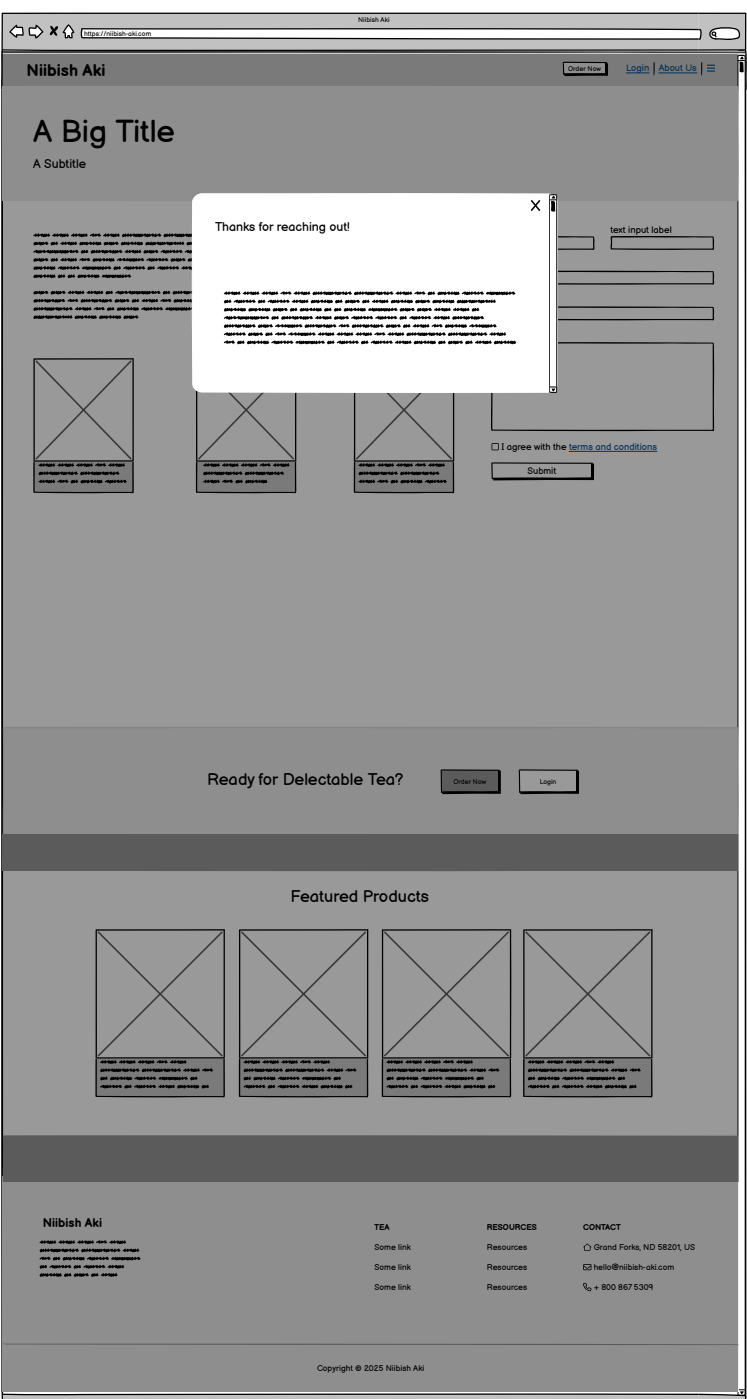 Niibish Aki
https://niibish-aki.com
Niibish Aki
Order Now
Login | About Us |
A Big Title
A Subtitle
Thanks for reaching out!
text input label
I agree with the terms and conditions
Submit
Ready for Delectable Tea?
Order Now
Login
Featured Products
Niibish Aki
TEA
Some link
Some link
Some link
RESOURCES
Resources
Resources
Resources
CONTACT
Grand Forks, ND 58201, US
hello@niibish-aki.com
+ 800 867 5309
Copyright © 2025 Niibish Aki